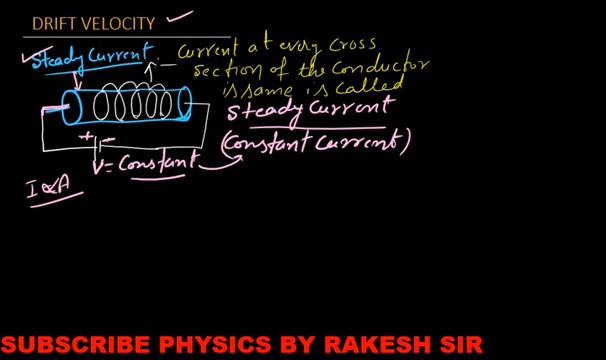 DRIFT VELOCITY
Steady Current.
Current at every cross
section of the conductor
is same is called
Steady Current
(Constant Current)
+ -
V = Constant
I ∝ A
SUBSCRIBE PHYSICS BY RAKESH SIR